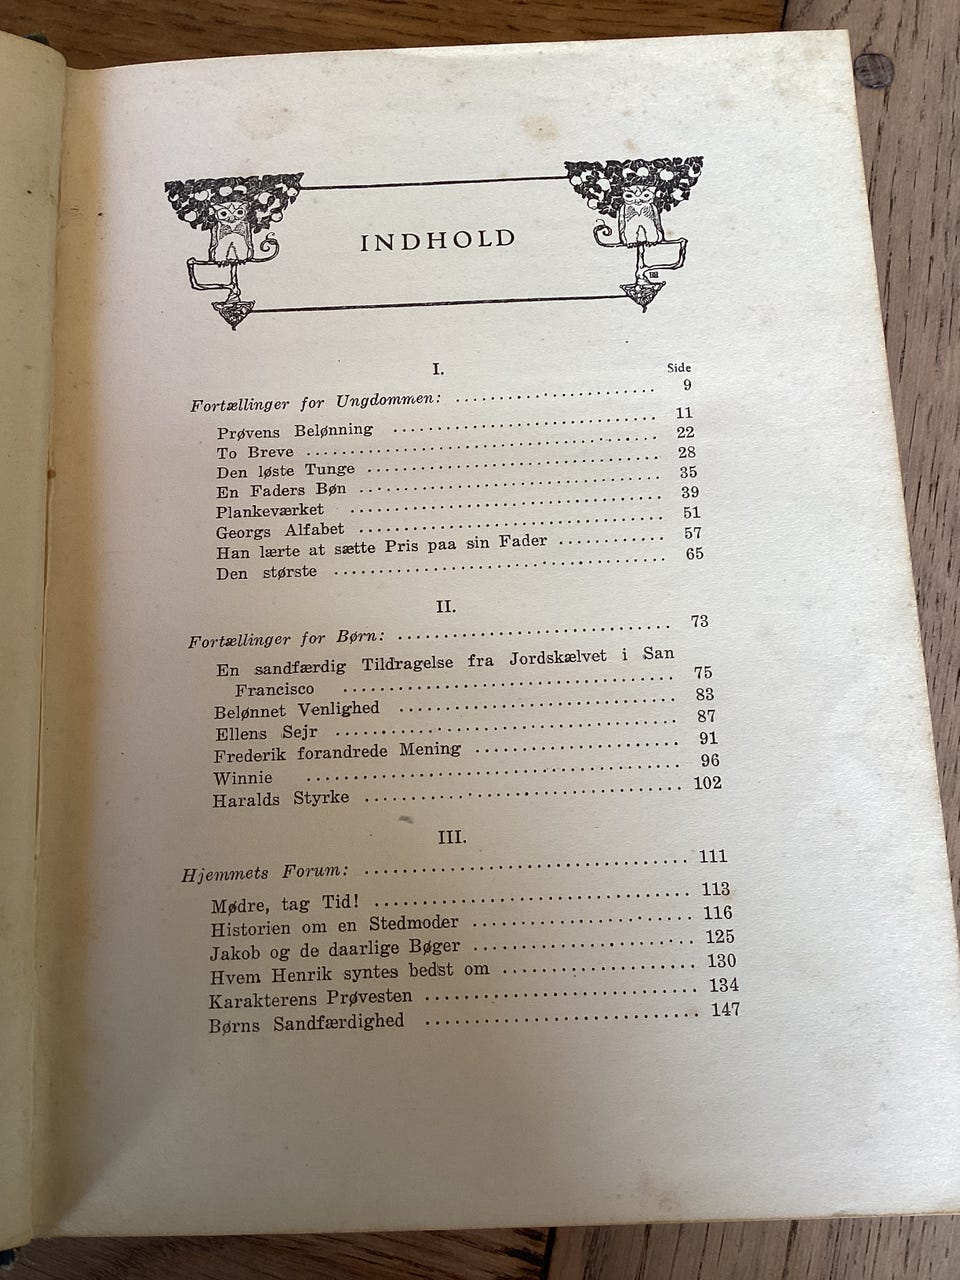 INDHOLD
I.
Side
Fortællinger for Ungdommen: 9
Prøvens Belønning 11
To Breve 22
Den løste Tunge 28
En Faders Bøn 35
Plankeværket 39
Georgs Alfabet 51
Han lærte at sætte Pris paa sin Fader 57
Den største 65
II.
Fortællinger for Børn: 73
En sandfærdig Tildragelse fra Jordskælvet i San
Francisco 75
Belønnet Venlighed 83
Ellens Sejr 87
Frederik forandrede Mening 91
Winnie 96
Haralds Styrke 102
III.
Hjemmets Forum: 111
Mødre, tag Tid! 113
Historien om en Stedmoder 116
Jakob og de daarlige Bøger 125
Hvem Henrik syntes bedst om 130
Karakterens Prøvesten 134
Børns Sandfærdighed 147